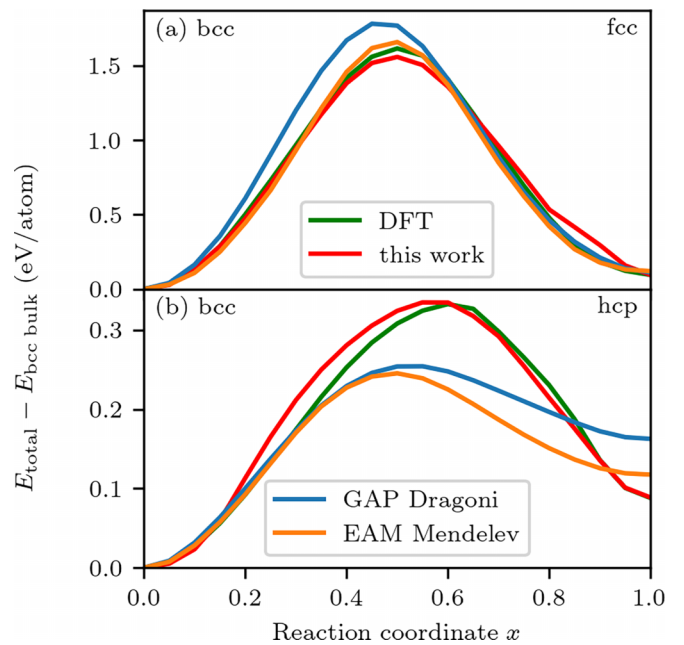 (a) bcc
fcc
1.5
1.0
0.5
0.0
DFT
this work
E_total − E_bcc bulk (eV/atom)
(b) bcc
hcp
0.3
0.2
0.1
0.0
GAP Dragoni
EAM Mendelev
0.0 0.2 0.4 0.6 0.8 1.0
Reaction coordinate x